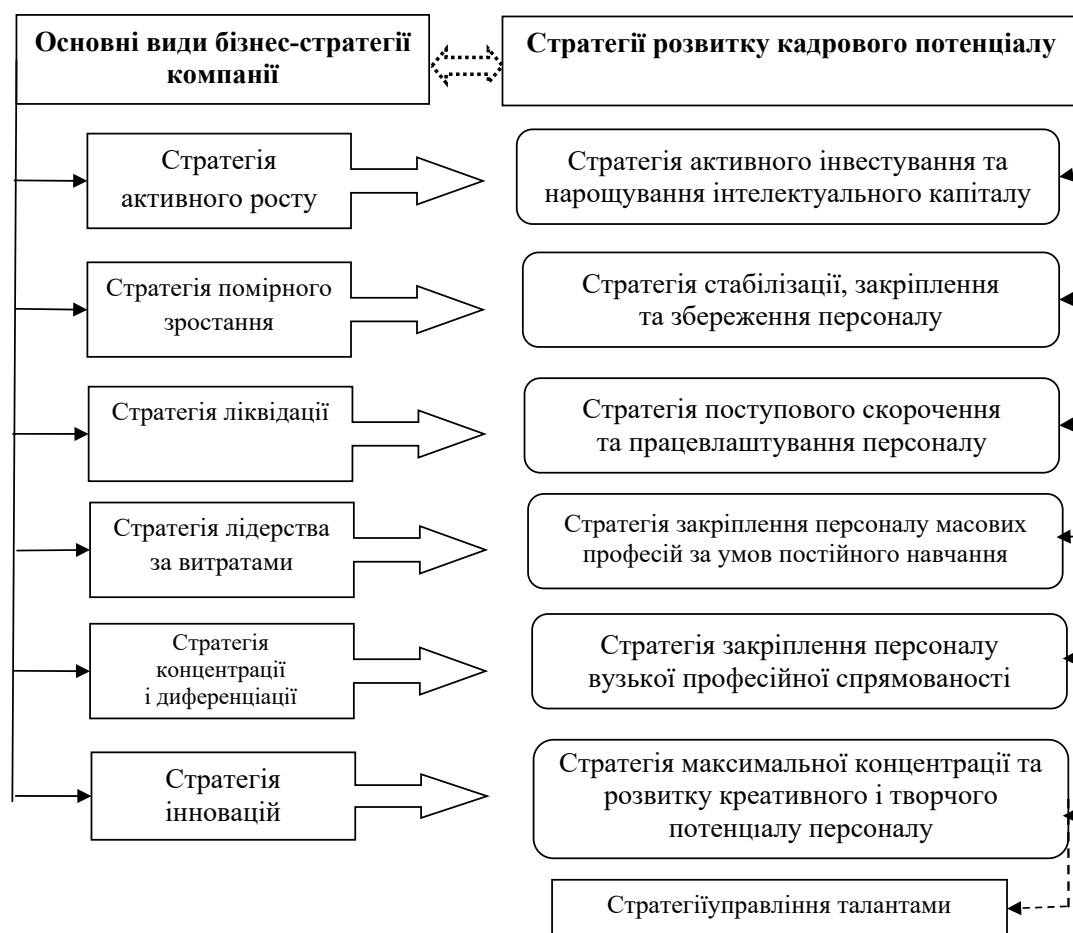 Основні види бізнес-стратегії
компанії
Стратегії розвитку кадрового потенціалу
Стратегія
активного росту
Стратегія активного інвестування та
нарощування інтелектуального капіталу
Стратегія помірного
зростання
Стратегія стабілізації, закріплення
та збереження персоналу
Стратегія ліквідації
Стратегія поступового скорочення
та працевлаштування персоналу
Стратегія лідерства
за витратами
Стратегія закріплення персоналу масових
професій за умов постійного навчання
Стратегія
концентрації
і диференціації
Стратегія закріплення персоналу
вузької професійної спрямованості
Стратегія
інновацій
Стратегія максимальної концентрації та
розвитку креативного і творчого
потенціалу персоналу
Стратегіїуправління талантами